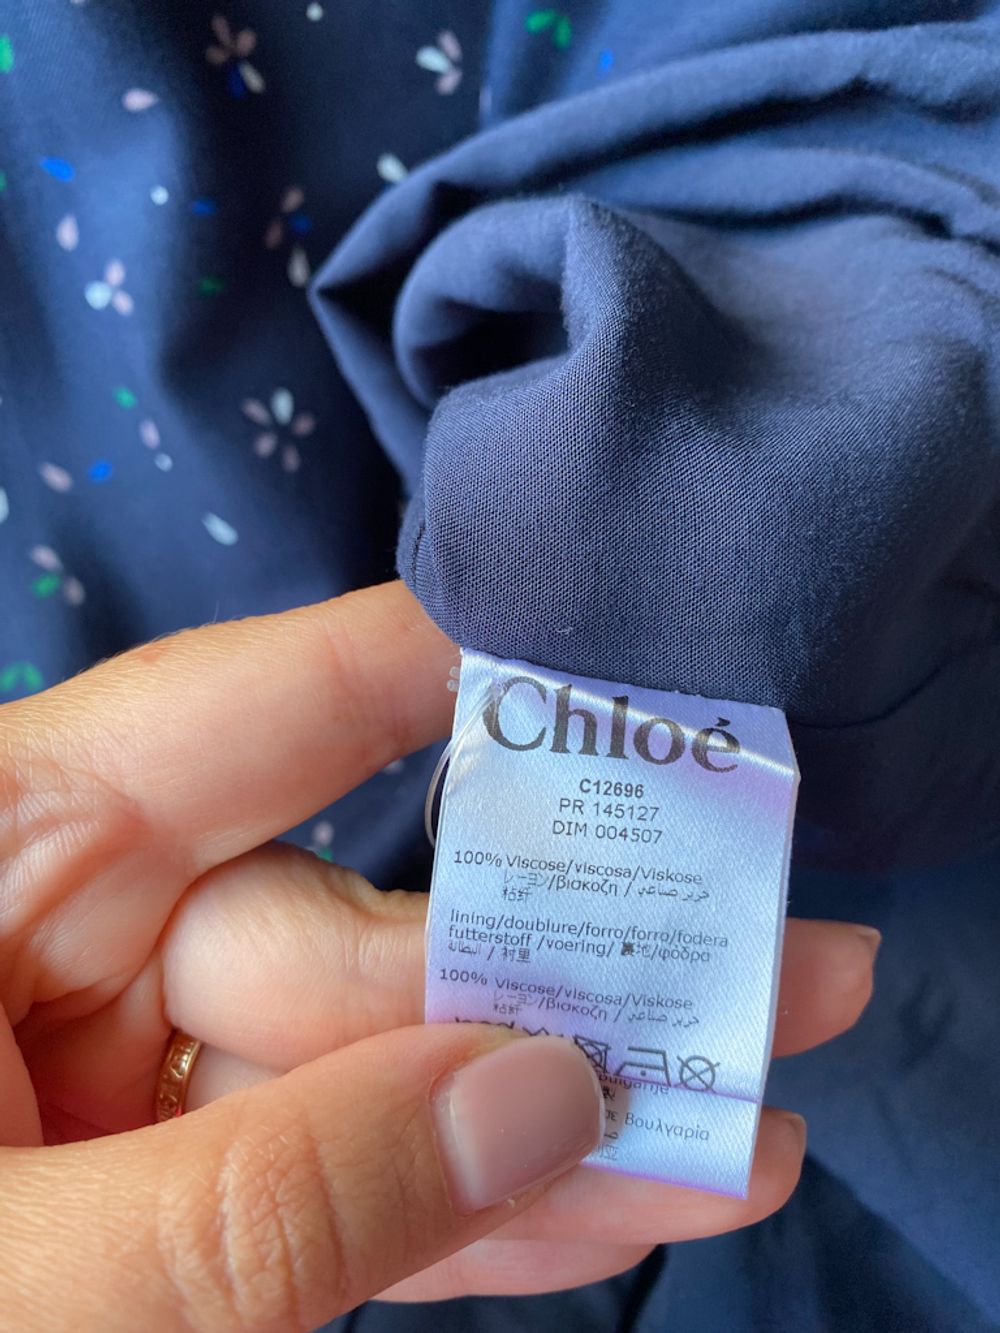 Chloé
C12696
PR 145127
DIM 004507
100% Viscose/viscosa/Viskose
レーヨン/βισκοζη / حرير صناعي
粘纤
lining/doublure/forro/forro/fodera
futterstoff /voering/ 裏地/φόδρα
البطانة / 衬里
100% Viscose/viscosa/Viskose
レーヨン/βισκοζη / حرير صناعي
粘纤
Βουλγαρία